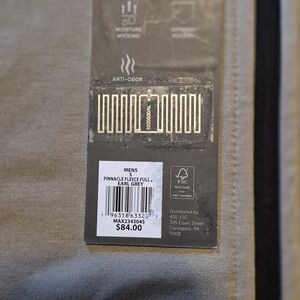 MOISTURE
WICKING
POCKET
ANTI-ODOR
MENS
S
PINNACLE FLEECE FULL
EARL GREY
MAX2343045
$84.00
FSC
Distributed by
ASL, LLC
345 Court Street
Coraopolis, PA
15108